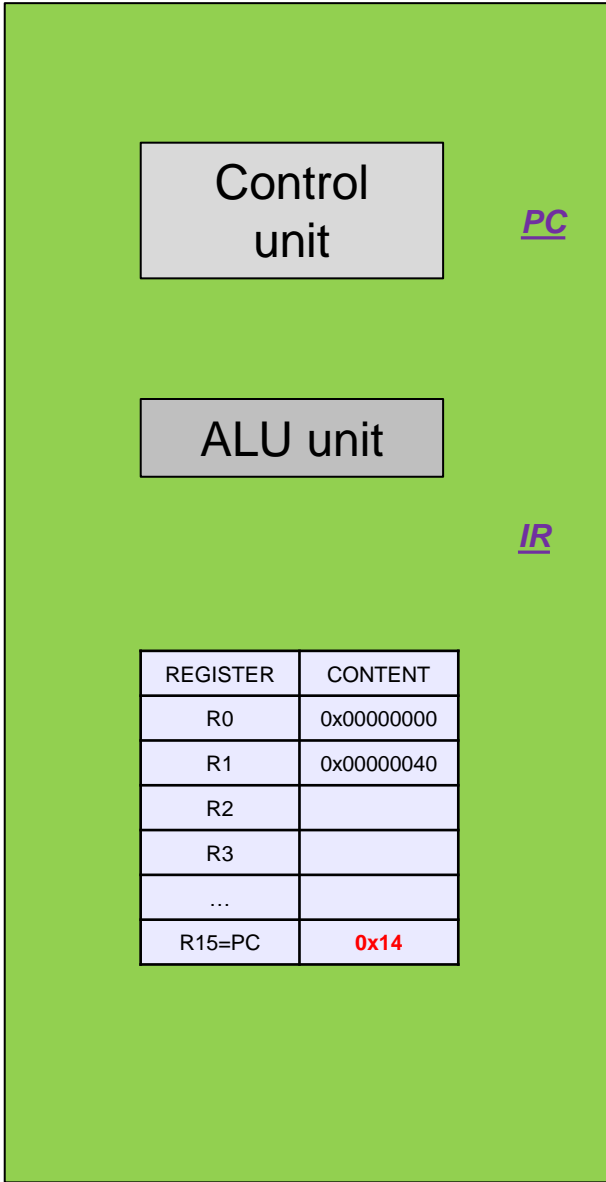 Control
unit
PC
ALU unit
IR
REGISTER CONTENT
R0 0x00000000
R1 0x00000040
R2
R3
…
R15=PC 0x14